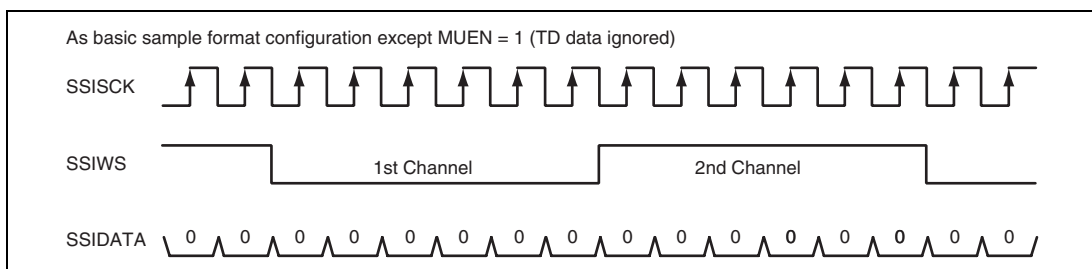 As basic sample format configuration except MUEN = 1 (TD data ignored)
SSISCK
SSIWS
1st Channel
2nd Channel
SSIDATA
0 0 0 0 0 0 0 0 0 0 0 0 0 0 0 0